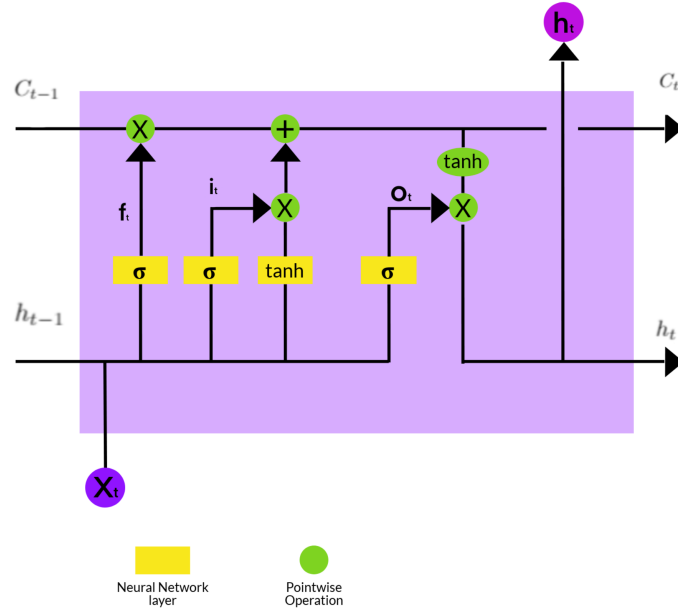 hₜ
Cₜ₋₁
Cₜ
X
+
tanh
iₜ
oₜ
fₜ
X
X
σ
σ
tanh
σ
hₜ₋₁
hₜ
Xₜ
Neural Network
layer
Pointwise
Operation